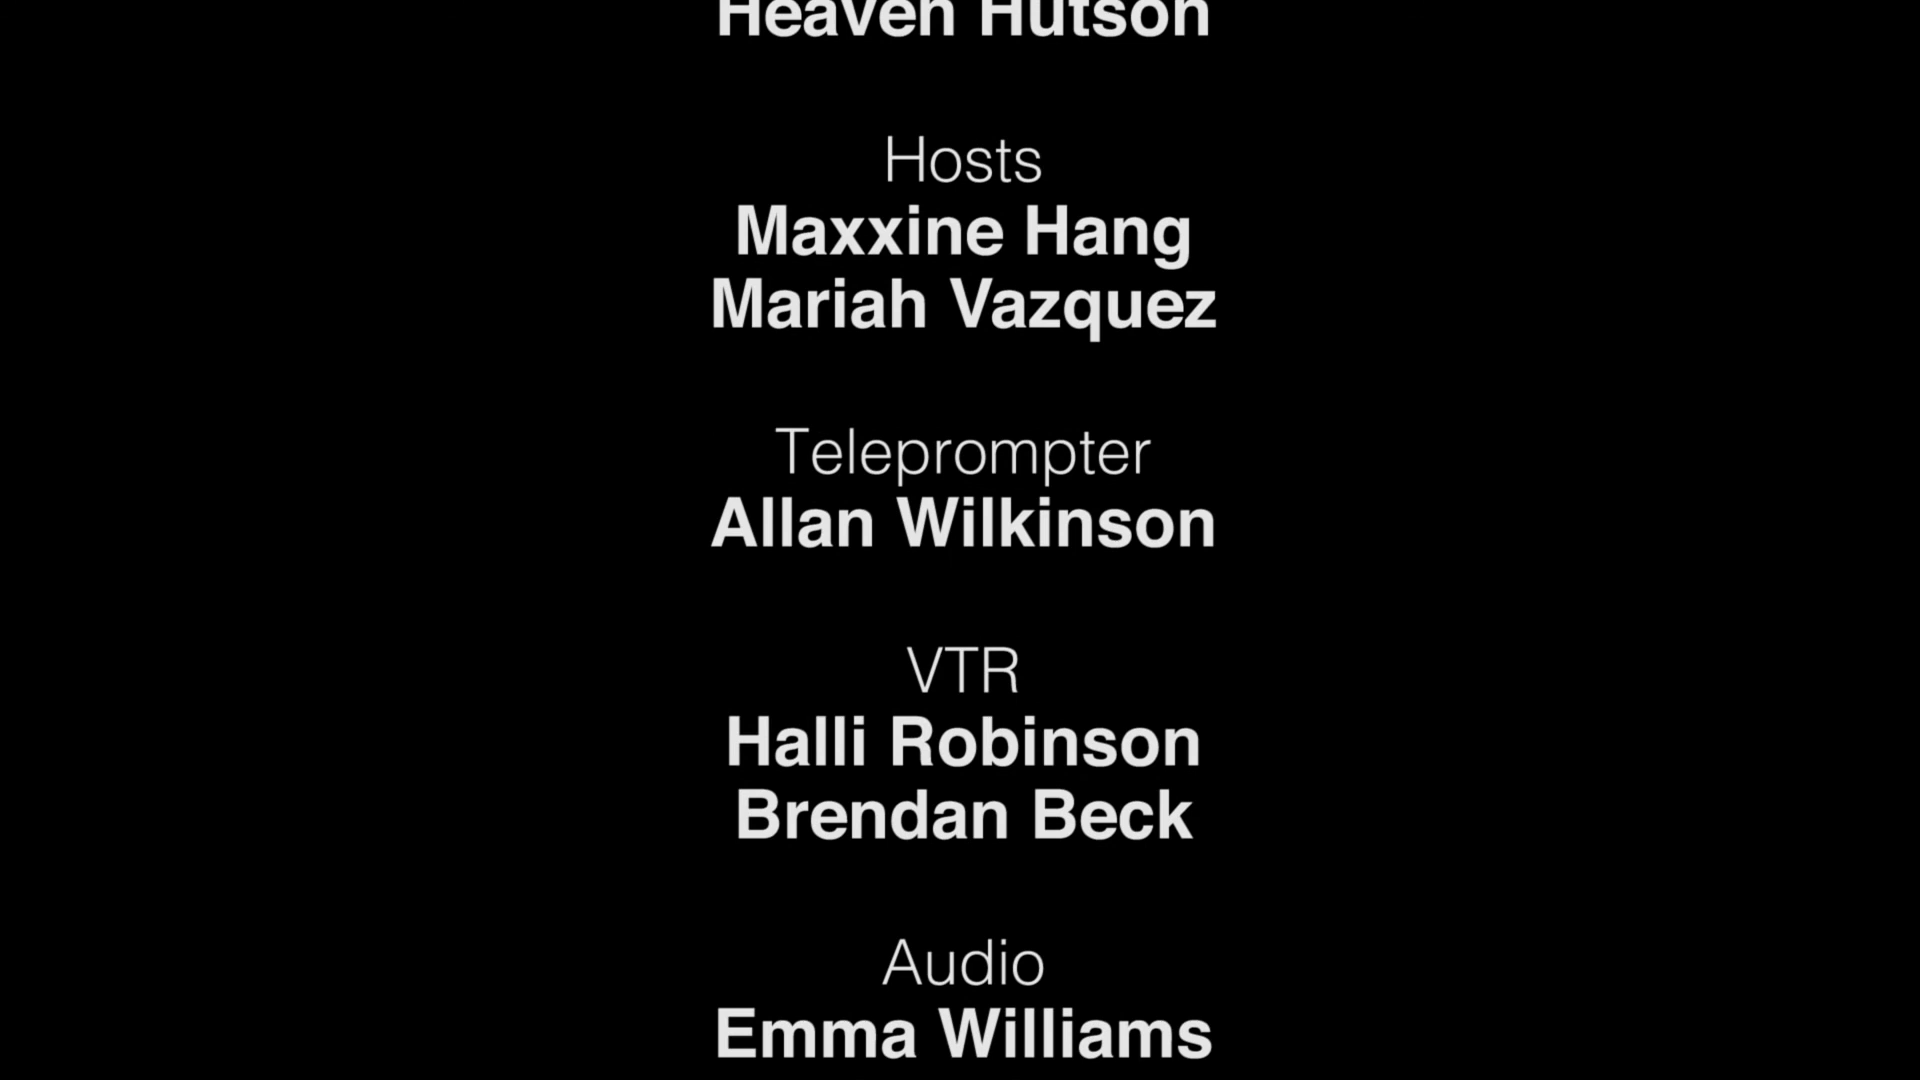 Heaven Hutson
Hosts
Maxxine Hang
Mariah Vazquez
Teleprompter
Allan Wilkinson
VTR
Halli Robinson
Brendan Beck
Audio
Emma Williams